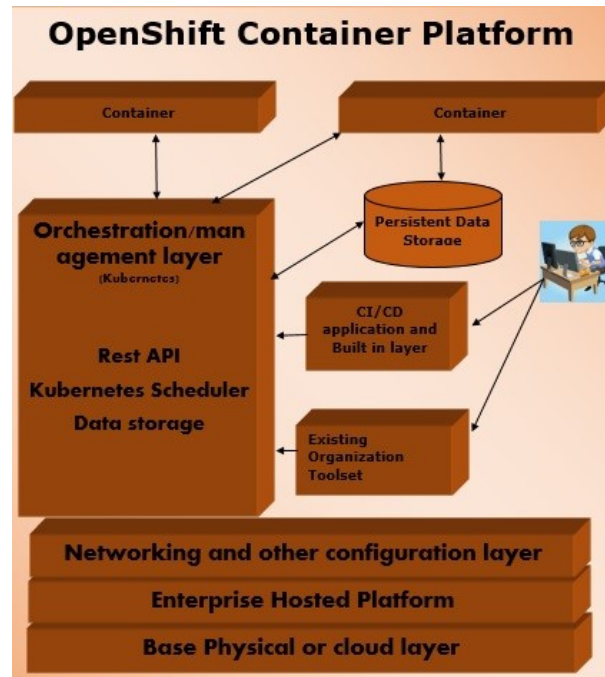 OpenShift Container Platform
Container
Container
Orchestration/man
agement layer
(Kubernetes)
Rest API
Kubernetes Scheduler
Data storage
Persistent Data
Storage
CI/CD
application and
Built in layer
Existing
Organization
Toolset
Networking and other configuration layer
Enterprise Hosted Platform
Base Physical or cloud layer